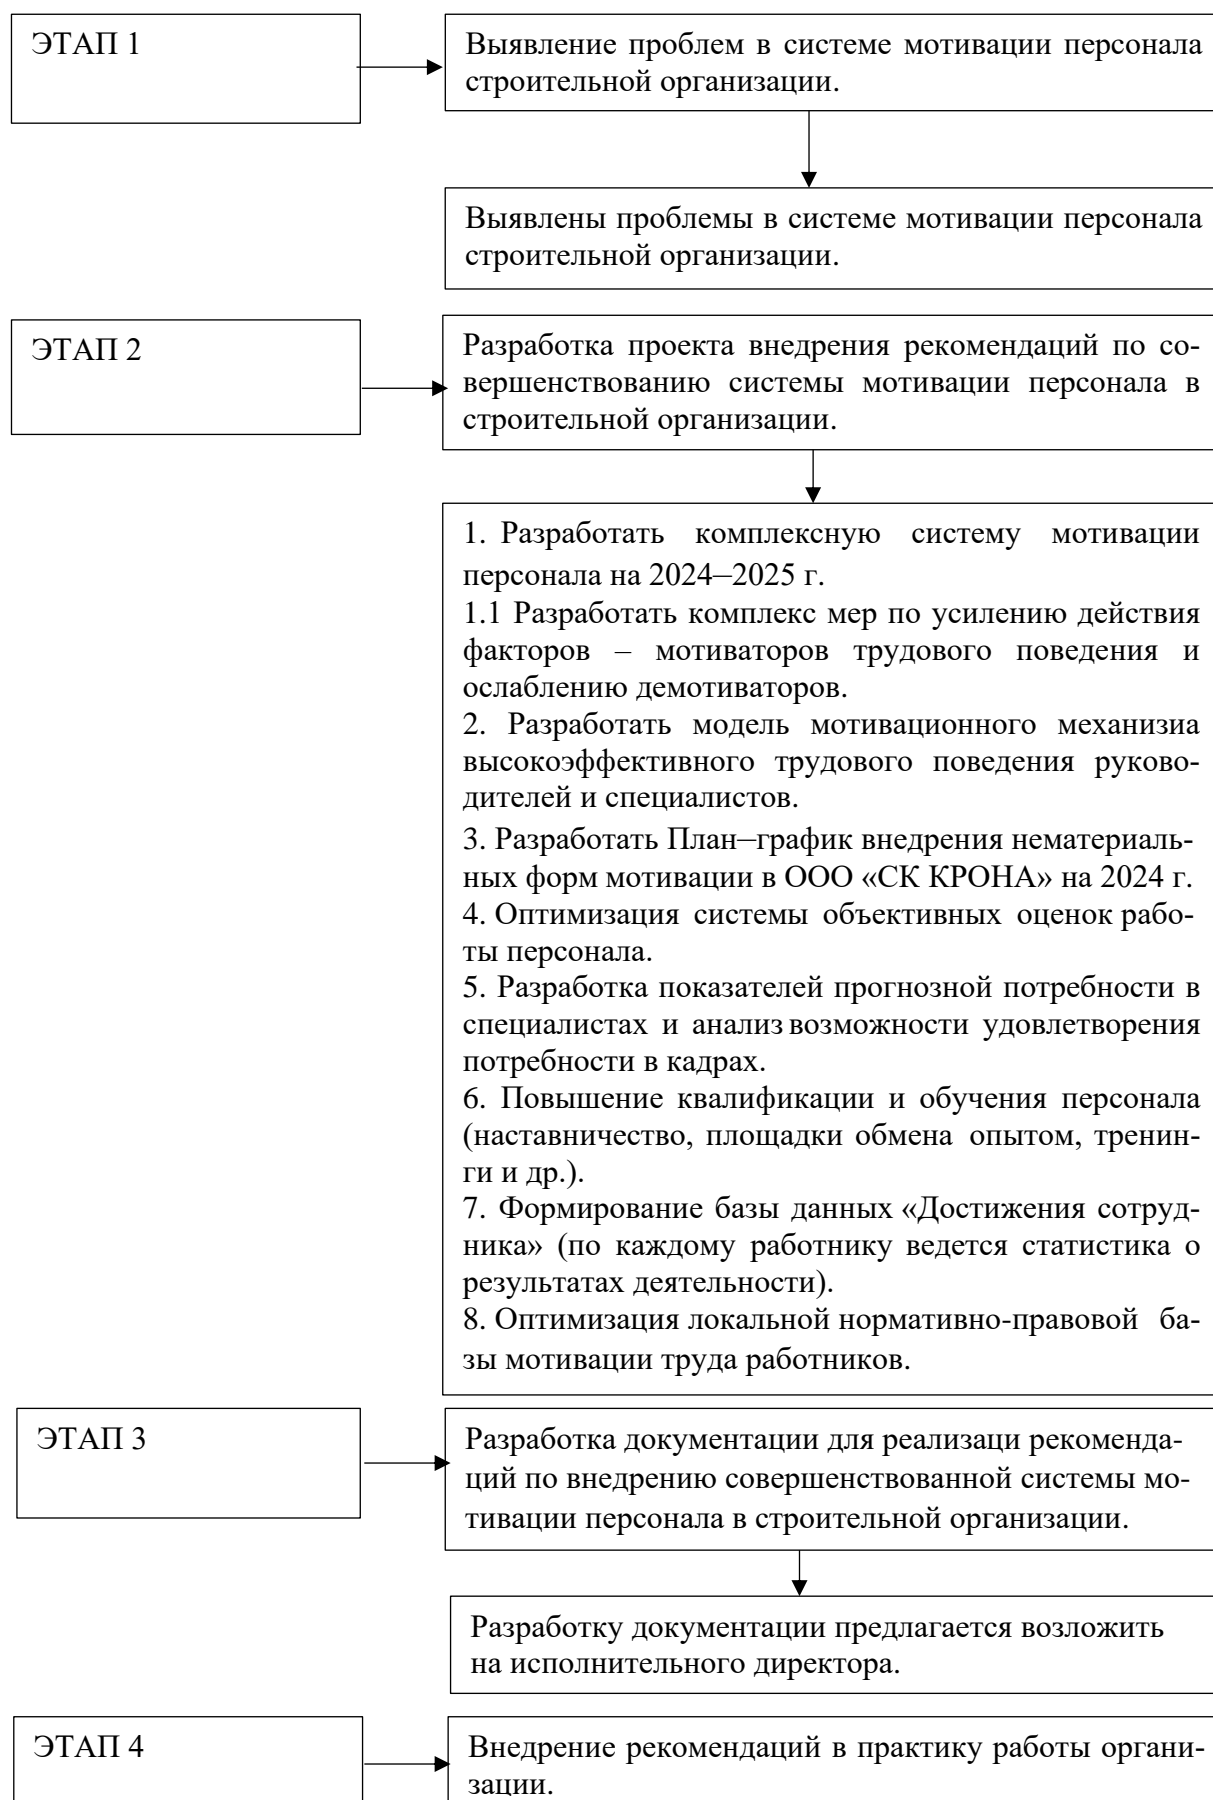 ЭТАП 1
Выявление проблем в системе мотивации персонала
строительной организации.
Выявлены проблемы в системе мотивации персонала
строительной организации.
ЭТАП 2
Разработка проекта внедрения рекомендаций по со-
вершенствованию системы мотивации персонала в
строительной организации.
1. Разработать комплексную систему мотивации
персонала на 2024–2025 г.
1.1 Разработать комплекс мер по усилению действия
факторов – мотиваторов трудового поведения и
ослаблению демотиваторов.
2. Разработать модель мотивационного механизиа
высокоэффективного трудового поведения руково-
дителей и специалистов.
3. Разработать План–график внедрения нематериаль-
ных форм мотивации в ООО «СК КРОНА» на 2024 г.
4. Оптимизация системы объективных оценок рабо-
ты персонала.
5. Разработка показателей прогнозной потребности в
специалистах и анализ возможности удовлетворения
потребности в кадрах.
6. Повышение квалификации и обучения персонала
(наставничество, площадки обмена опытом, тренин-
ги и др.).
7. Формирование базы данных «Достижения сотруд-
ника» (по каждому работнику ведется статистика о
результатах деятельности).
8. Оптимизация локальной нормативно-правовой ба-
зы мотивации труда работников.
ЭТАП 3
Разработка документации для реализаци рекоменда-
ций по внедрению совершенствованной системы мо-
тивации персонала в строительной организации.
Разработку документации предлагается возложить
на исполнительного директора.
ЭТАП 4
Внедрение рекомендаций в практику работы органи-
зации.